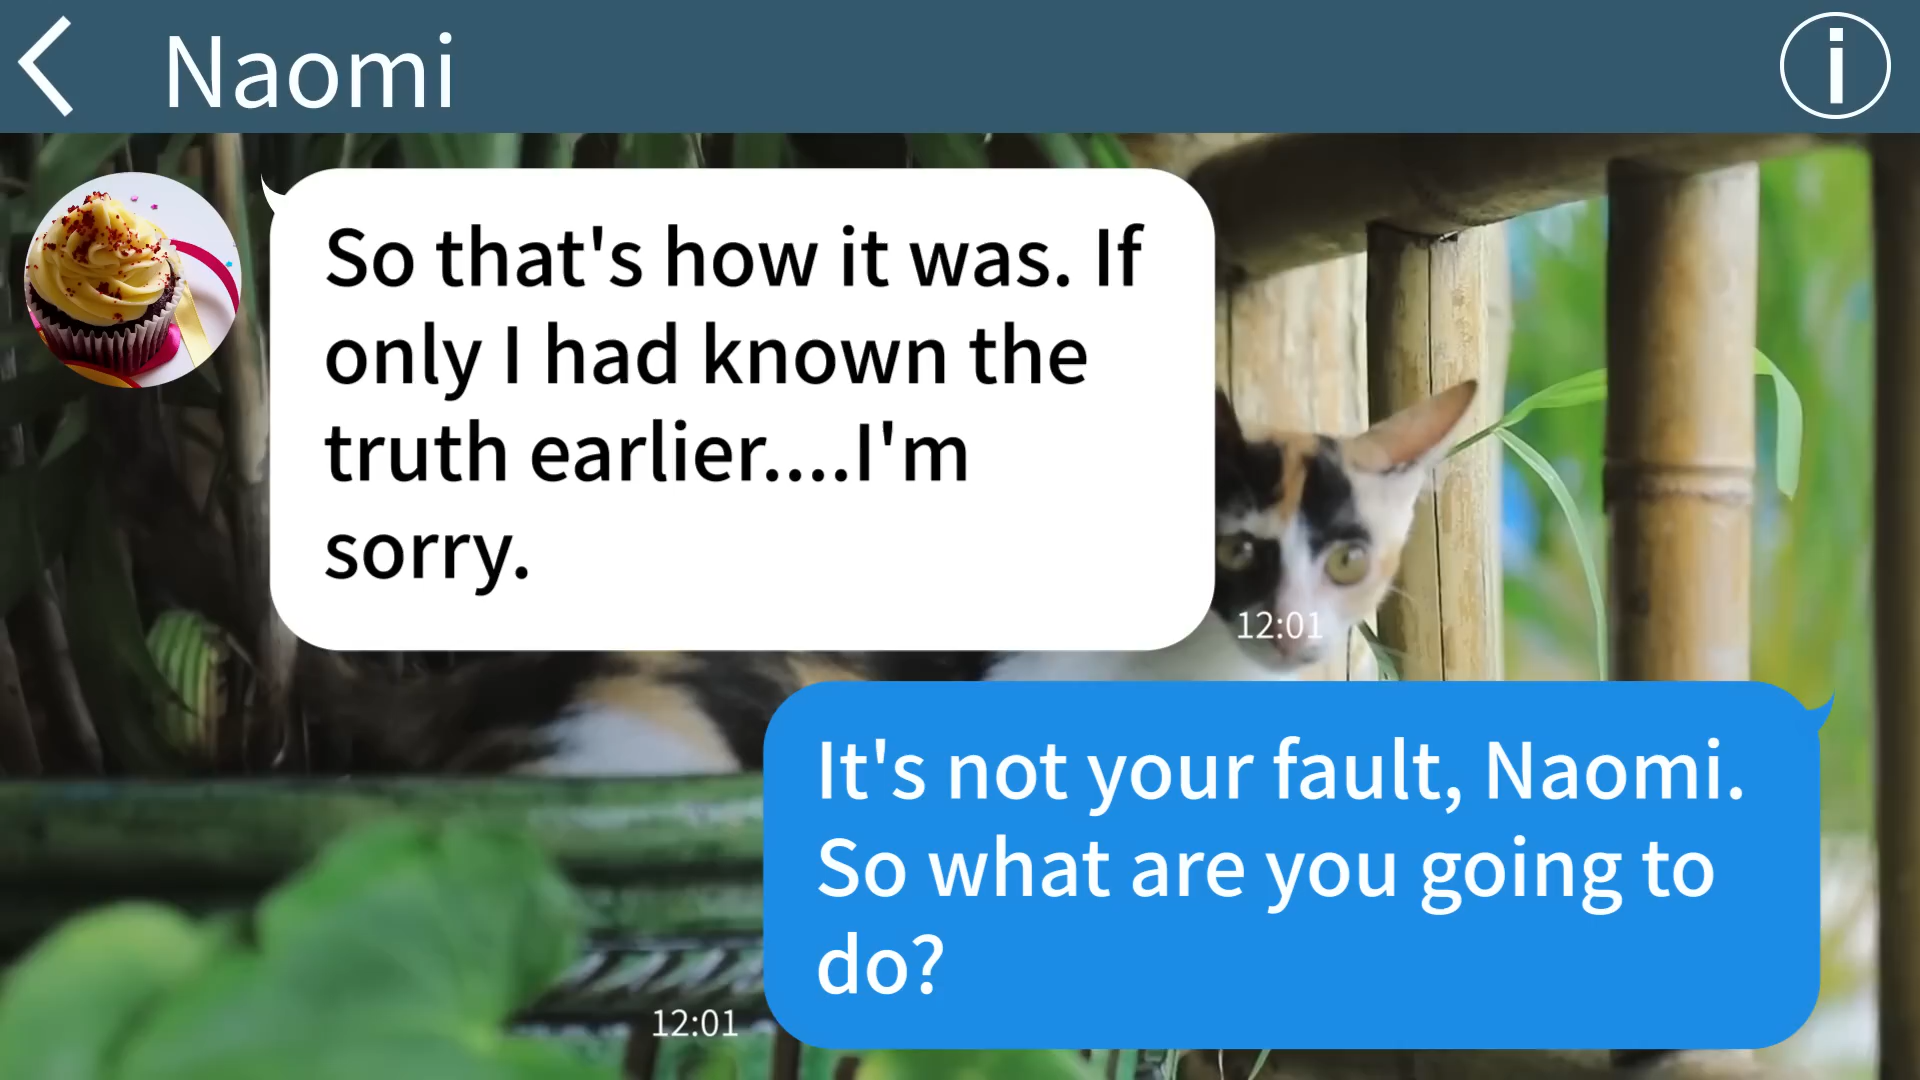 Naomi
So that's how it was. If
only I had known the
truth earlier....I'm
sorry.
12:01
It's not your fault, Naomi.
So what are you going to
do?
12:01